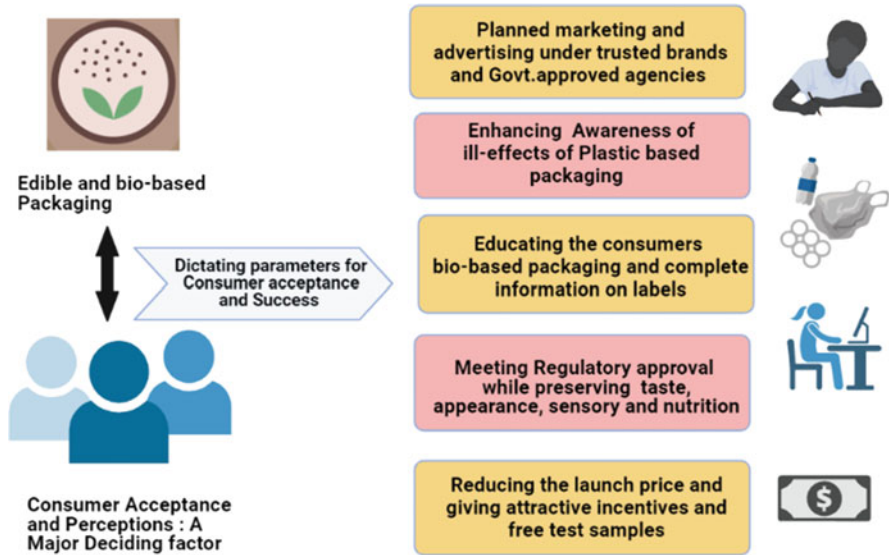 Edible and bio-based
Packaging
Dictating parameters for
Consumer acceptance
and Success
Consumer Acceptance
and Perceptions : A
Major Deciding factor
Planned marketing and
advertising under trusted brands
and Govt.approved agencies
Enhancing Awareness of
ill-effects of Plastic based
packaging
Educating the consumers
bio-based packaging and complete
information on labels
Meeting Regulatory approval
while preserving taste,
appearance, sensory and nutrition
Reducing the launch price and
giving attractive incentives and
free test samples
$